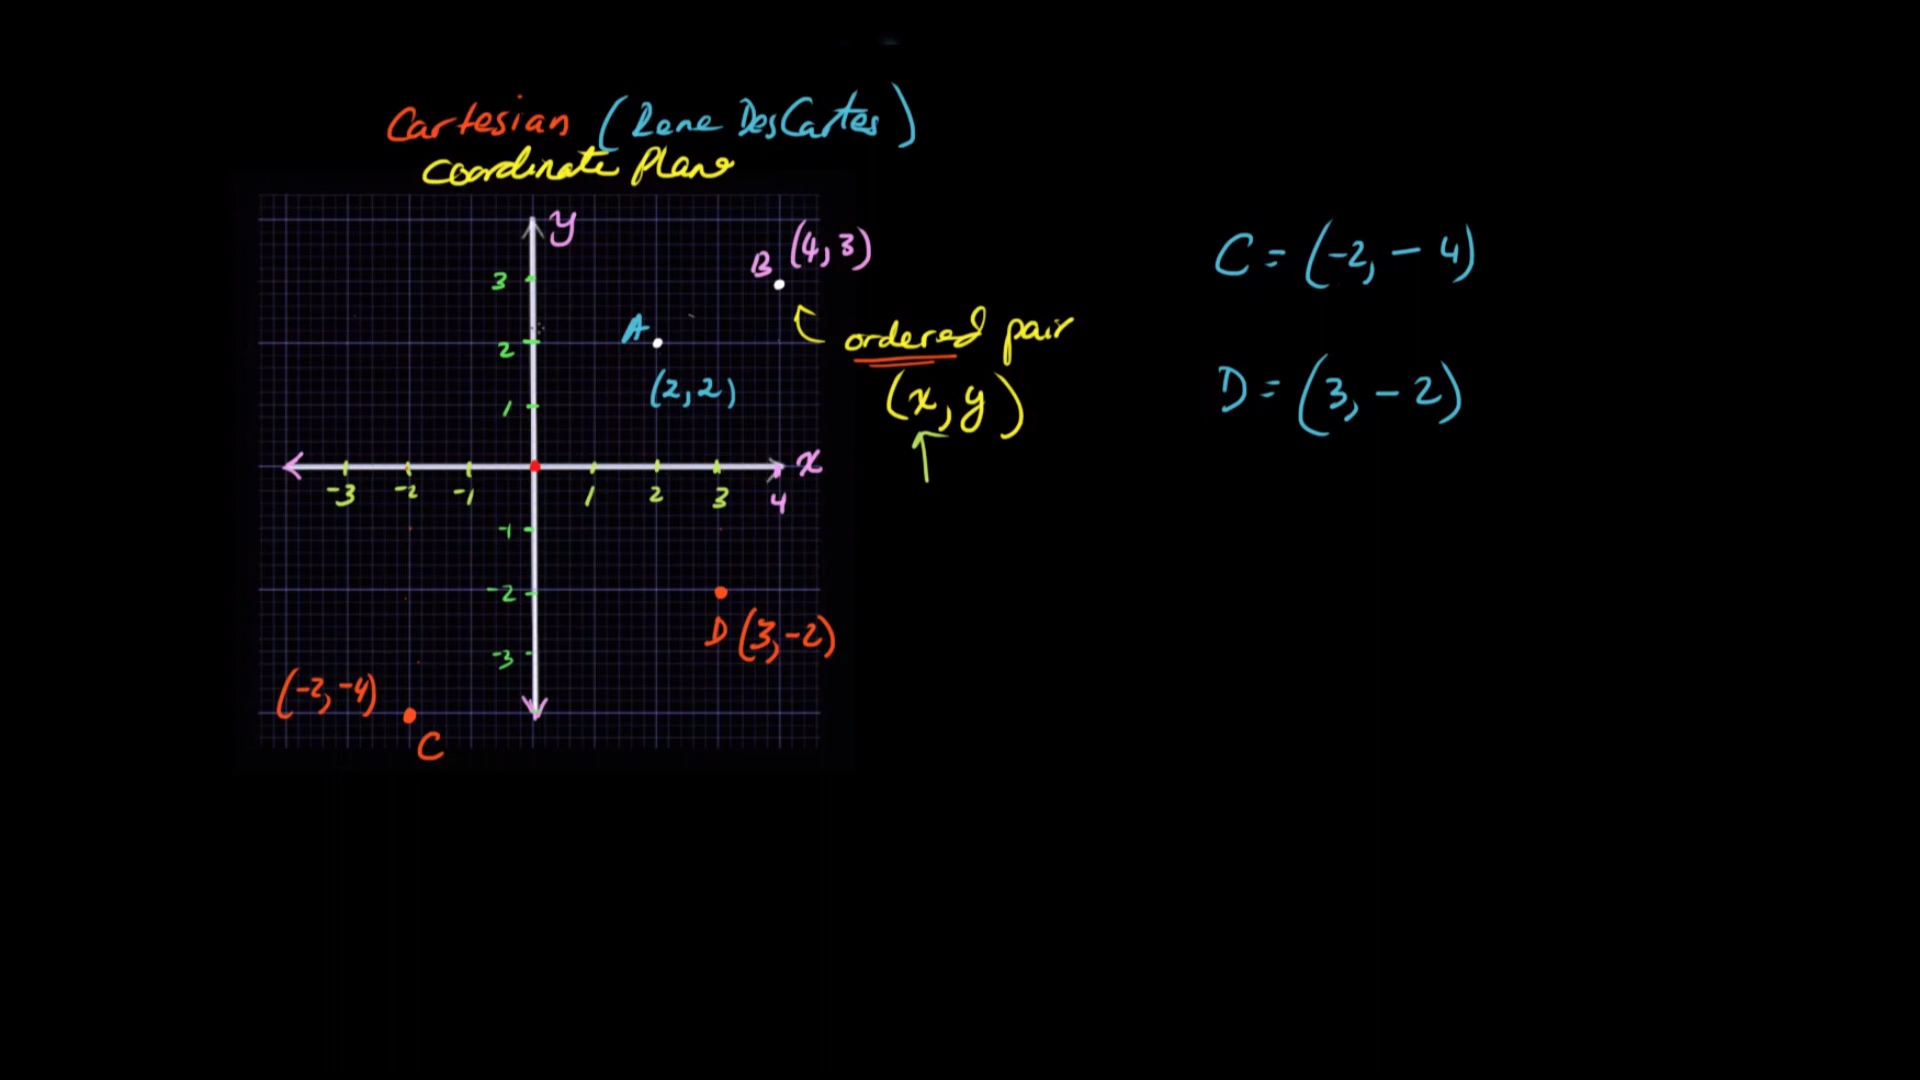 Cartesian (Rene DesCartes)
Coordinate Plane
y
B (4, 3)
C = (-2, -4)
3
A
ordered pair
2
(2, 2)
(x, y)
D = (3, -2)
1
x
-3 -2 -1 1 2 3 4
-1
-2
D (3, -2)
-3
(-2, -4)
C